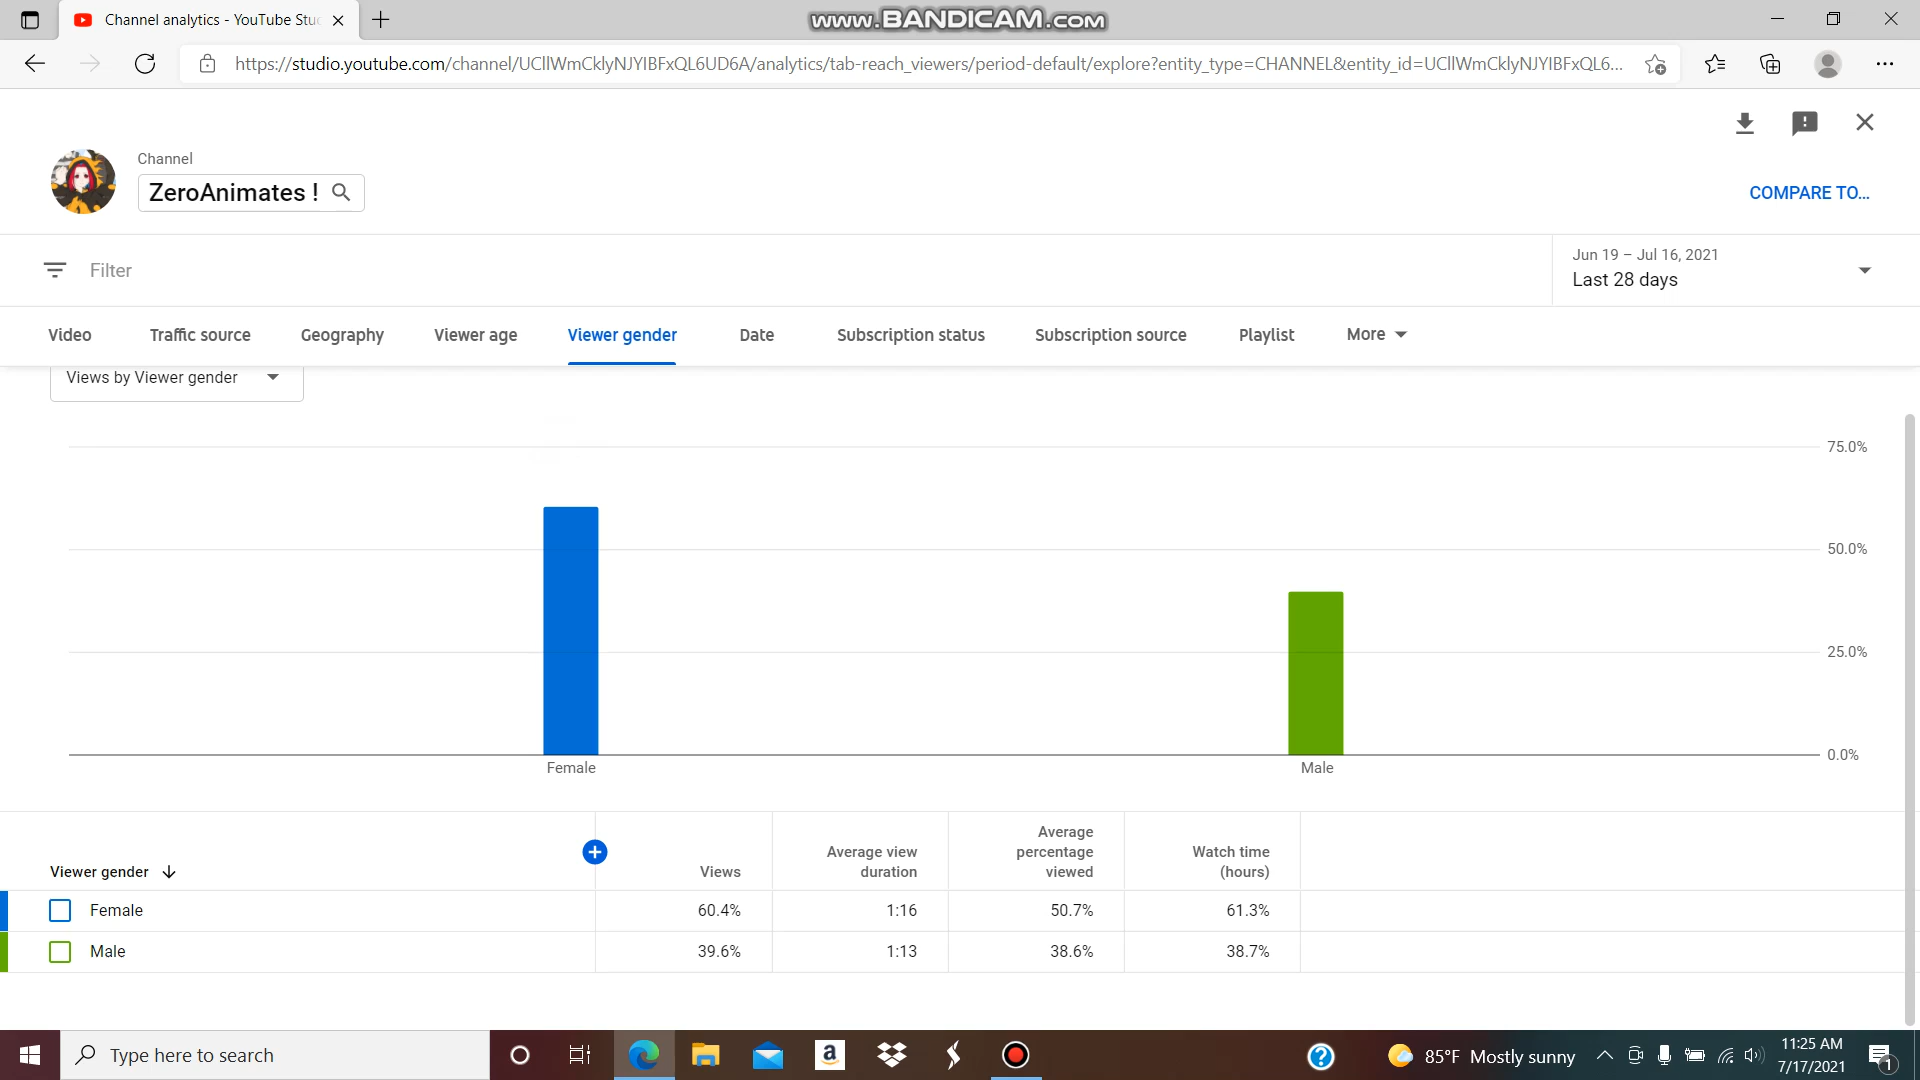 Channel analytics - YouTube Stu
www.BANDICAM.com
https://studio.youtube.com/channel/UCllWmCklyNJYIBFxQL6UD6A/analytics/tab-reach_viewers/period-default/explore?entity_type=CHANNEL&entity_id=UCllWmCklyNJYIBFxQL6...
Channel
ZeroAnimates !
COMPARE TO...
Filter
Jun 19 – Jul 16, 2021
Last 28 days
Video Traffic source Geography Viewer age Viewer gender Date Subscription status Subscription source Playlist More
Views by Viewer gender
75.0%
50.0%
25.0%
0.0%
Female Male
Viewer gender Views Average view duration Average percentage viewed Watch time (hours)
Female 60.4% 1:16 50.7% 61.3%
Male 39.6% 1:13 38.6% 38.7%
Type here to search
a
85°F Mostly sunny
11:25 AM
7/17/2021
1